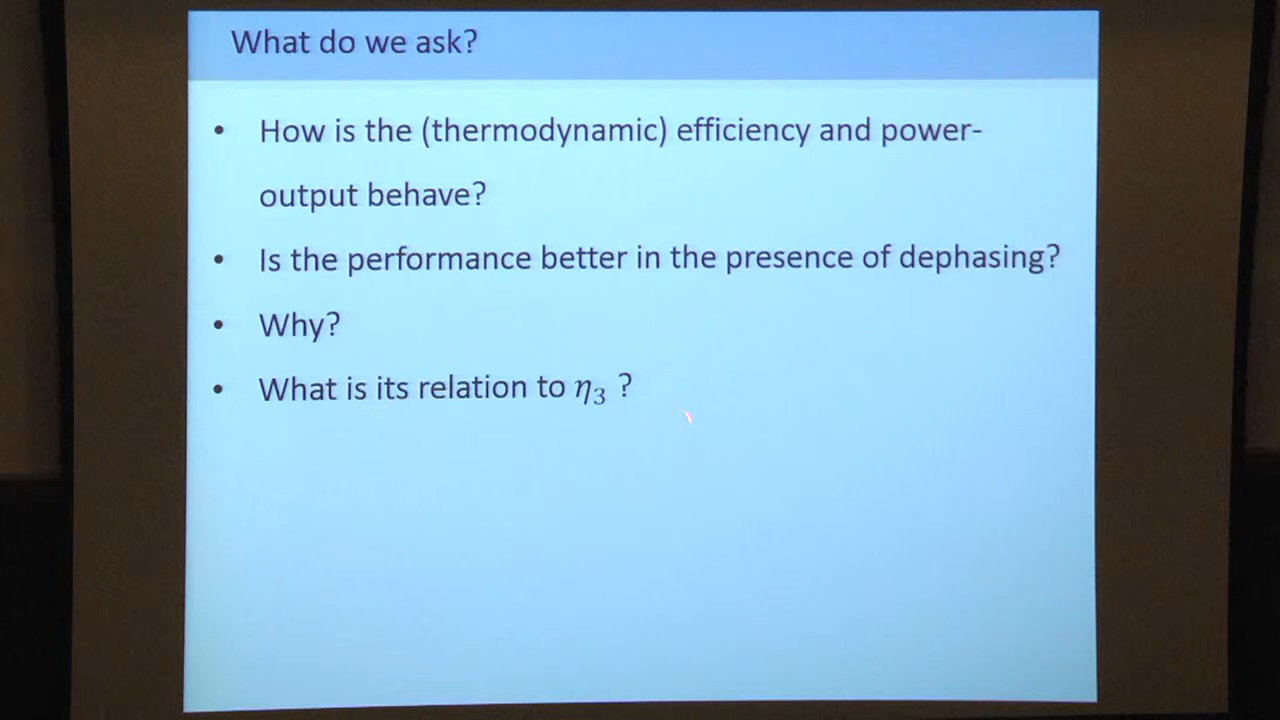 What do we ask?
• How is the (thermodynamic) efficiency and power-
output behave?
• Is the performance better in the presence of dephasing?
• Why?
• What is its relation to η₃ ?